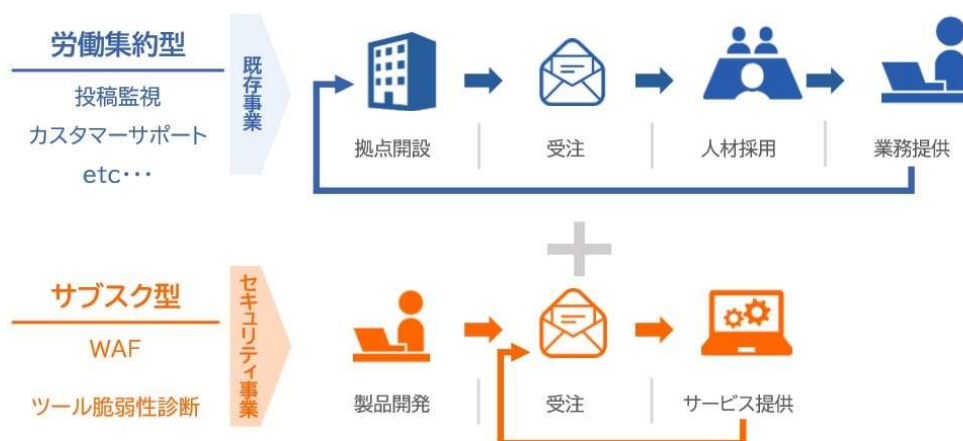 労働集約型
投稿監視
カスタマーサポート
etc･･･
既存事業
拠点開設
受注
人材採用
業務提供
サブスク型
WAF
ツール脆弱性診断
セキュリティ事業
製品開発
受注
サービス提供